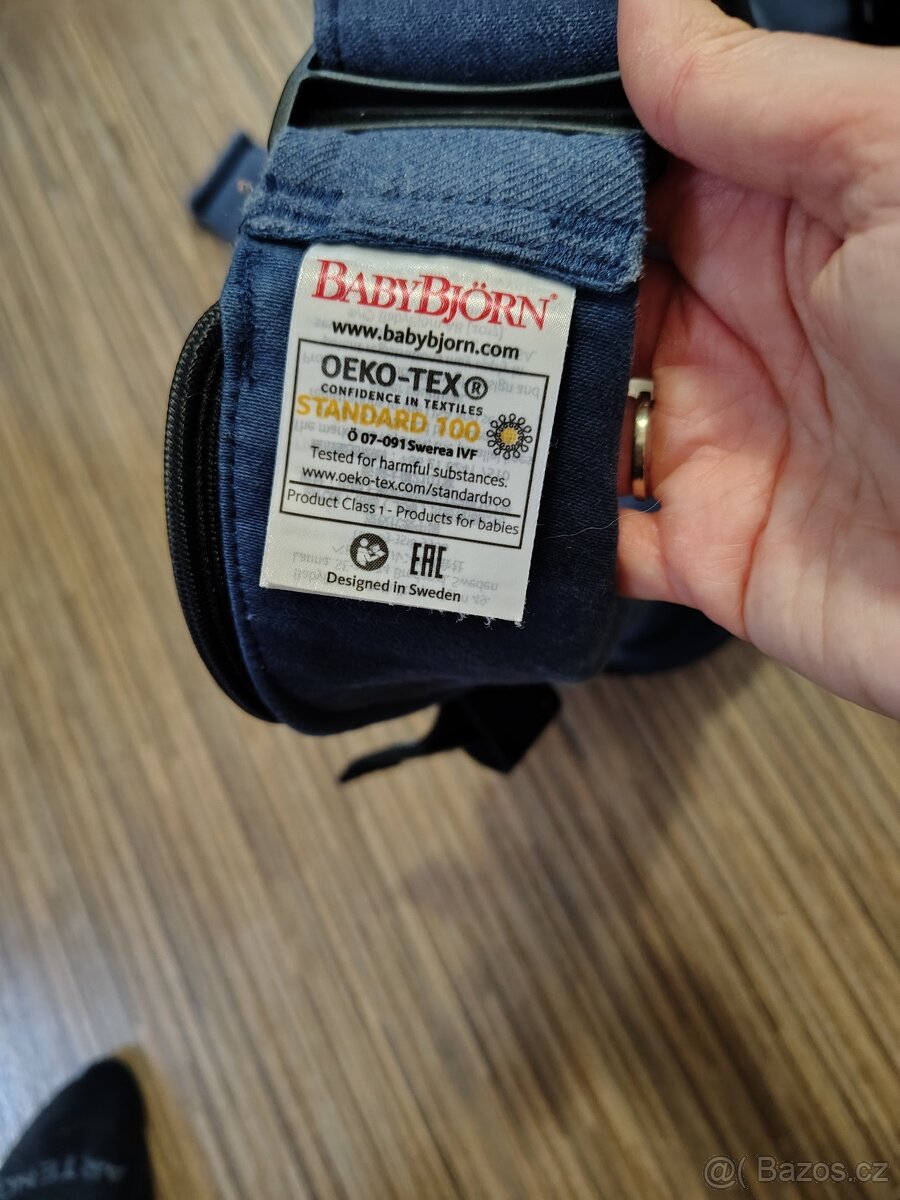 BABYBJÖRN®
www.babybjorn.com
OEKO-TEX®
CONFIDENCE IN TEXTILES
STANDARD 100
Ö 07-091 Swerea IVF
Tested for harmful substances.
www.oeko-tex.com/standard100
Product Class 1 - Products for babies
EAC
Designed in Sweden
@( Bazos.cz